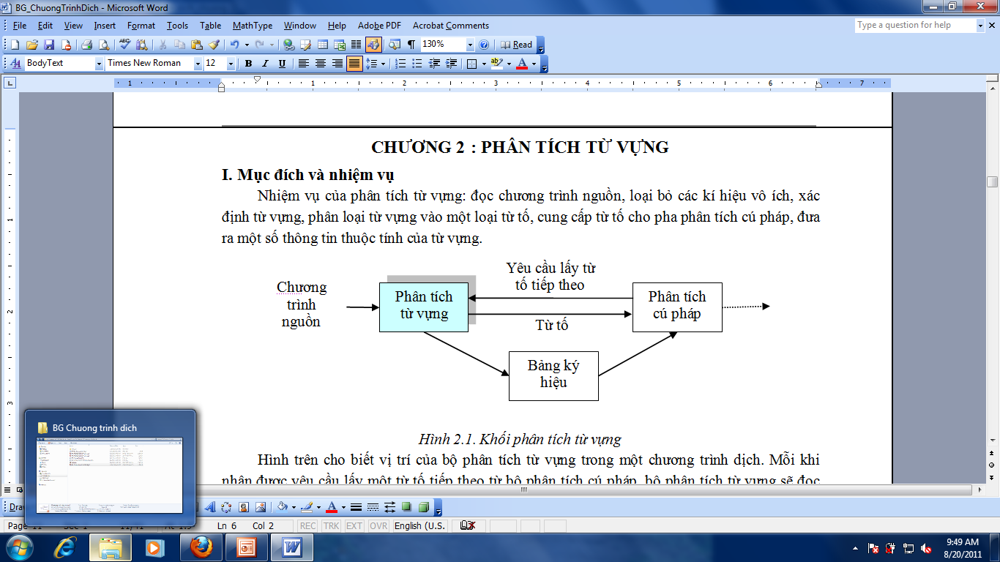 BG_ChuongTrinhDich - Microsoft Word
File Edit View Insert Format Tools Table MathType Window Help Adobe PDF Acrobat Comments
Type a question for help
130%
Read
BodyText Times New Roman 12 B I U
1 1 2 3 4 5 6 7
CHƯƠNG 2 : PHÂN TÍCH TỪ VỰNG
I. Mục đích và nhiệm vụ
Nhiệm vụ của phân tích từ vựng: đọc chương trình nguồn, loại bỏ các kí hiệu vô ích, xác
định từ vựng, phân loại từ vựng vào một loại từ tố, cung cấp từ tố cho pha phân tích cú pháp, đưa
ra một số thông tin thuộc tính của từ vựng.
Yêu cầu lấy từ
tố tiếp theo
Chương
trình
nguồn
Phân tích
từ vựng
Phân tích
cú pháp
Từ tố
Bảng ký
hiệu
1
2
3
Hình 2.1. Khối phân tích từ vựng
Hình trên cho biết vị trí của bộ phân tích từ vựng trong một chương trình dịch. Mỗi khi
nhận được yêu cầu lấy một từ tố tiếp theo từ bộ phân tích cú pháp, bộ phân tích từ vựng sẽ đọc
BG Chuong trinh dich
Ln 6 Col 2 REC TRK EXT OVR English (U.S.
9:49 AM
8/20/2011